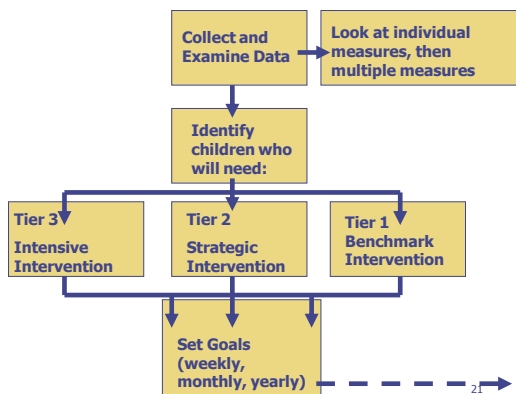 Collect and
Examine Data
Look at individual
measures, then
multiple measures
Identify
children who
will need:
Tier 3
Intensive
Intervention
Tier 2
Strategic
Intervention
Tier 1
Benchmark
Intervention
Set Goals
(weekly,
monthly, yearly)
21